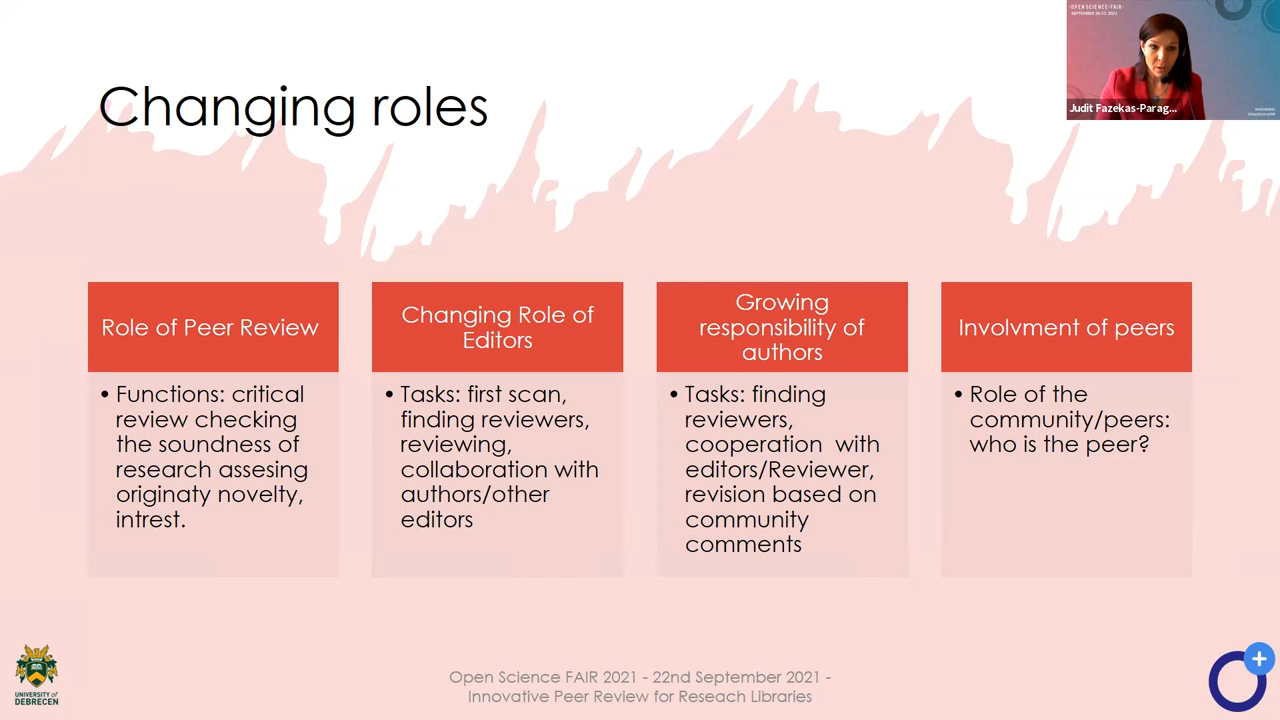 OPEN SCIENCE FAIR
SEPTEMBER 20-23 2021
Judit Fazekas-Parag...
Changing roles
Role of Peer Review
• Functions: critical
review checking
the soundness of
research assesing
originaty novelty,
intrest.
Changing Role of
Editors
• Tasks: first scan,
finding reviewers,
reviewing,
collaboration with
authors/other
editors
Growing
responsibility of
authors
• Tasks: finding
reviewers,
cooperation with
editors/Reviewer,
revision based on
community
comments
Involvment of peers
• Role of the
community/peers:
who is the peer?
UNIVERSITY of
DEBRECEN
Open Science FAIR 2021 - 22nd September 2021 -
Innovative Peer Review for Reseach Libraries